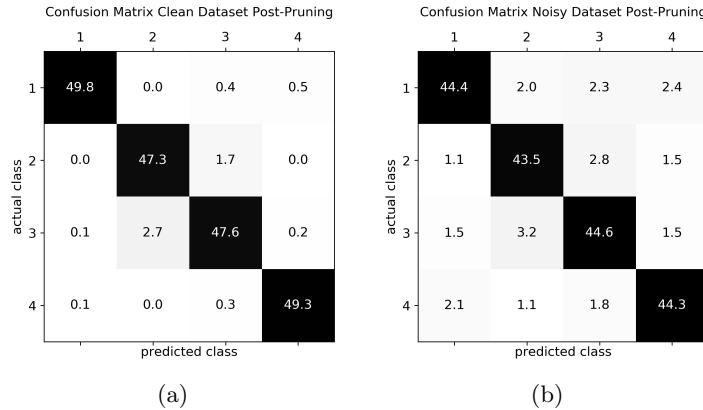 Confusion Matrix Clean Dataset Post-Pruning
1 2 3 4
1 49.8 0.0 0.4 0.5
2 0.0 47.3 1.7 0.0
3 0.1 2.7 47.6 0.2
4 0.1 0.0 0.3 49.3
actual class
predicted class
(a)
Confusion Matrix Noisy Dataset Post-Pruning
1 2 3 4
1 44.4 2.0 2.3 2.4
2 1.1 43.5 2.8 1.5
3 1.5 3.2 44.6 1.5
4 2.1 1.1 1.8 44.3
actual class
predicted class
(b)